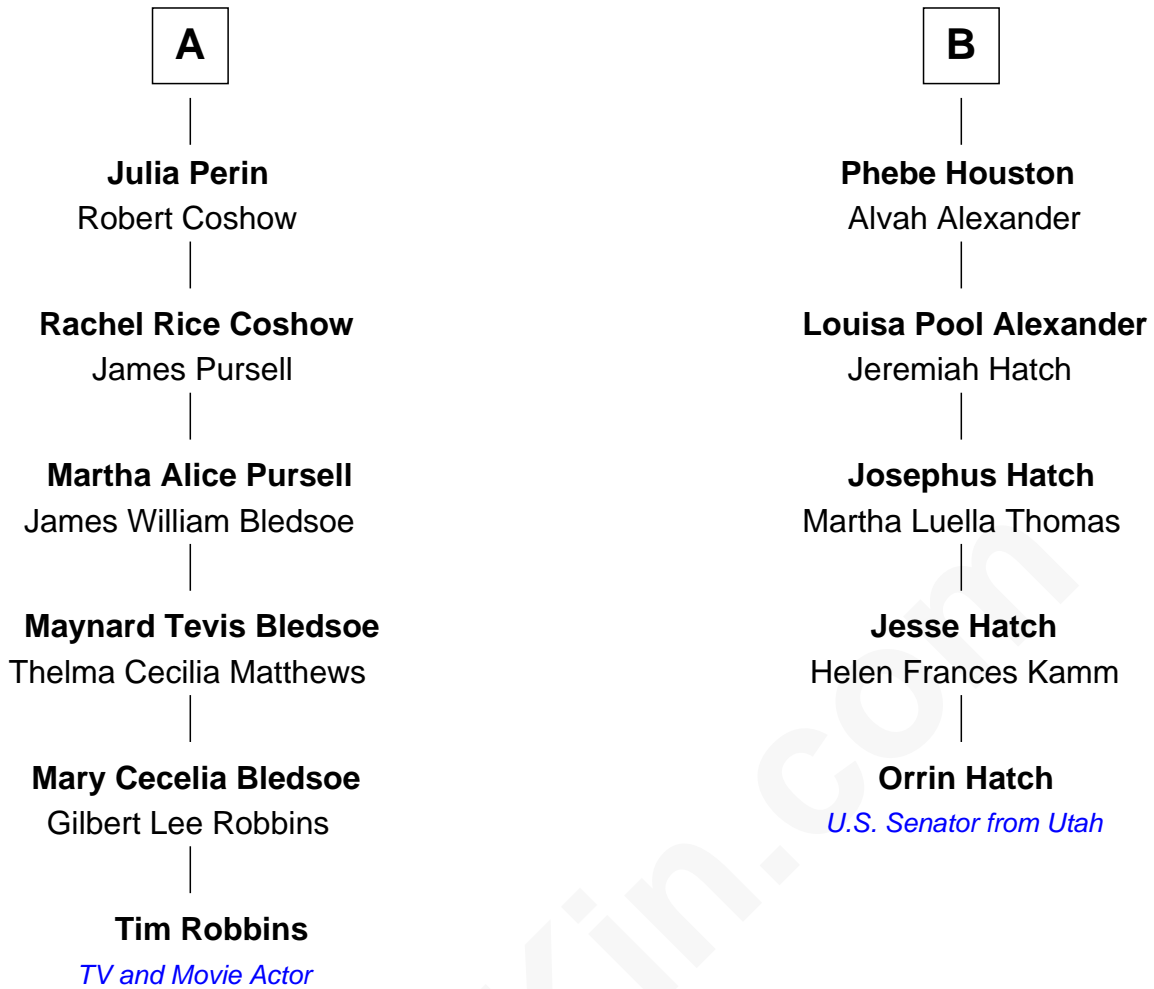 A
Julia Perin
Robert Coshow
Rachel Rice Coshow
James Pursell
Martha Alice Pursell
James William Bledsoe
Maynard Tevis Bledsoe
Thelma Cecilia Matthews
Mary Cecelia Bledsoe
Gilbert Lee Robbins
Tim Robbins
TV and Movie Actor
B
Phebe Houston
Alvah Alexander
Louisa Pool Alexander
Jeremiah Hatch
Josephus Hatch
Martha Luella Thomas
Jesse Hatch
Helen Frances Kamm
Orrin Hatch
U.S. Senator from Utah
Kin.com